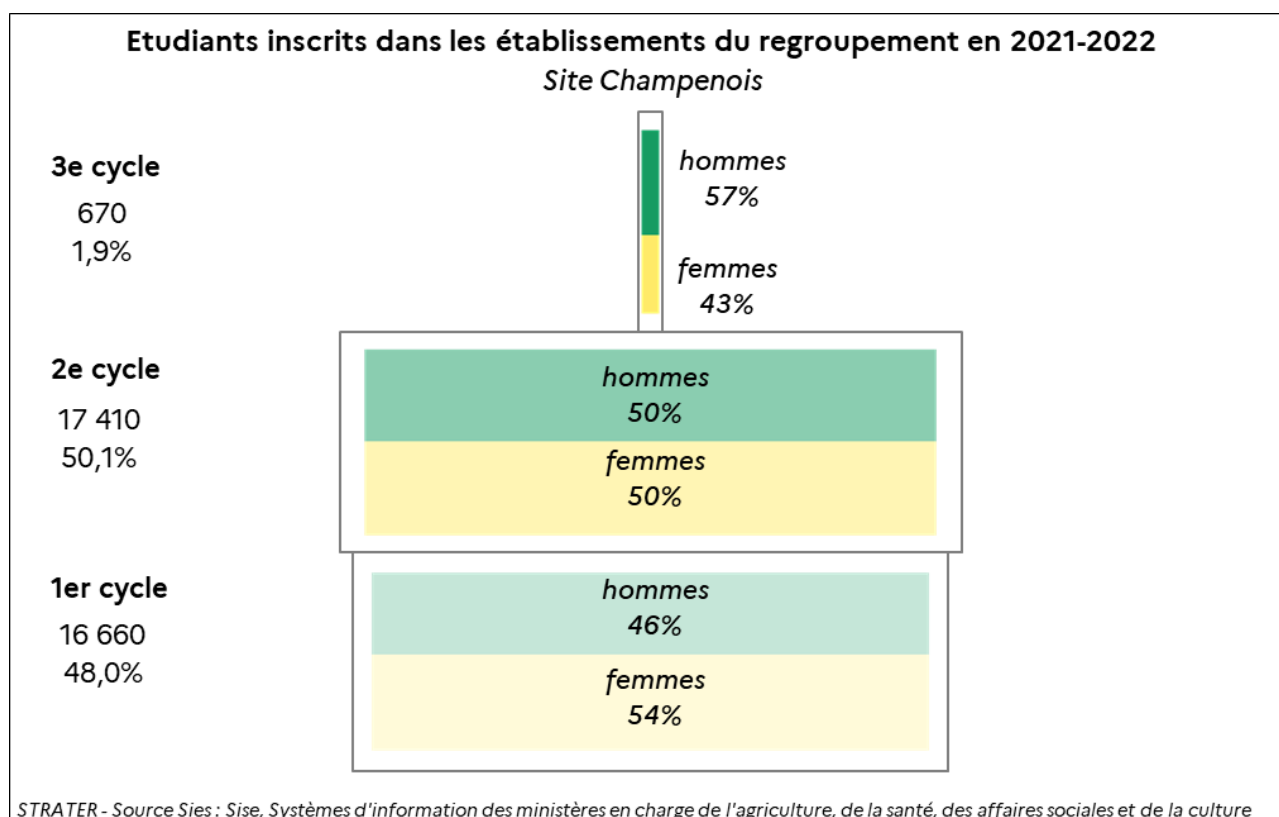 Etudiants inscrits dans les établissements du regroupement en 2021-2022
Site Champenois
3e cycle
670
1,9%
hommes
57%
femmes
43%
2e cycle
17 410
50,1%
hommes
50%
femmes
50%
1er cycle
16 660
48,0%
hommes
46%
femmes
54%
STRATER - Source Sies : Sise, Systèmes d'information des ministères en charge de l'agriculture, de la santé, des affaires sociales et de la culture